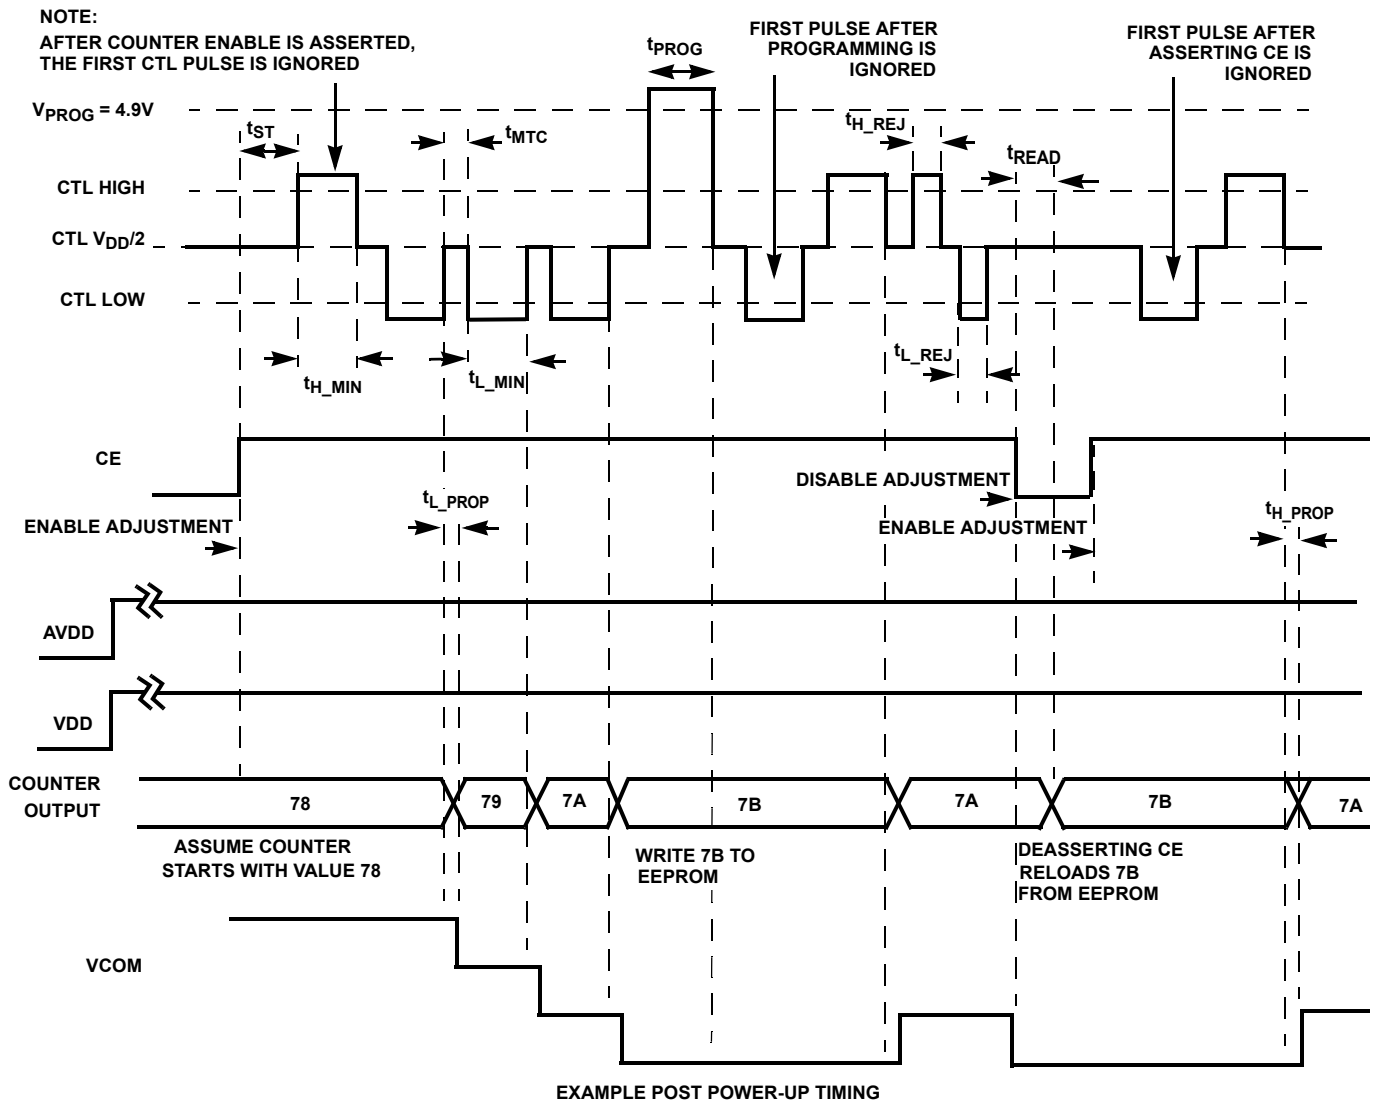 NOTE:
AFTER COUNTER ENABLE IS ASSERTED,
THE FIRST CTL PULSE IS IGNORED
tPROG
FIRST PULSE AFTER
PROGRAMMING IS
IGNORED
FIRST PULSE AFTER
ASSERTING CE IS
IGNORED
VPROG = 4.9V
tST
tMTC
tH_REJ
tREAD
CTL HIGH
CTL VDD/2
CTL LOW
tH_MIN
tL_MIN
tL_REJ
CE
DISABLE ADJUSTMENT
tL_PROP
tH_PROP
ENABLE ADJUSTMENT
ENABLE ADJUSTMENT
AVDD
VDD
COUNTER
OUTPUT
78
79
7A
7B
7A
7B
7A
ASSUME COUNTER
STARTS WITH VALUE 78
WRITE 7B TO
EEPROM
DEASSERTING CE
RELOADS 7B
FROM EEPROM
VCOM
EXAMPLE POST POWER-UP TIMING